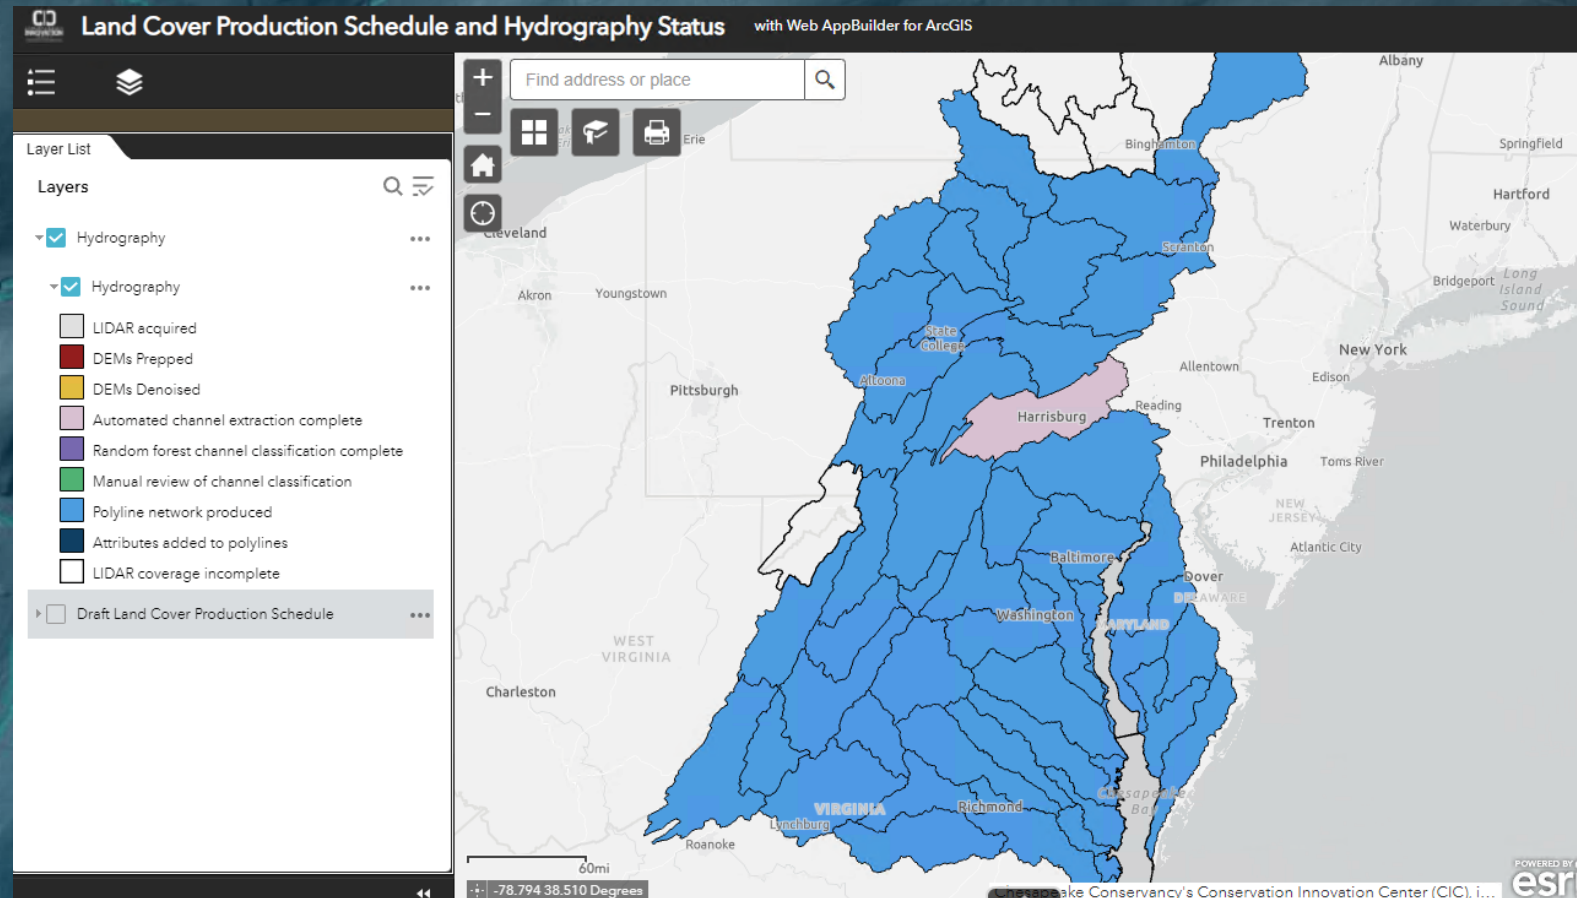 Land Cover Production Schedule and Hydrography Status
with Web AppBuilder for ArcGIS
INNOVATION
Layer List
Layers
Hydrography
Hydrography
LIDAR acquired
DEMs Prepped
DEMs Denoised
Automated channel extraction complete
Random forest channel classification complete
Manual review of channel classification
Polyline network produced
Attributes added to polylines
LIDAR coverage incomplete
Draft Land Cover Production Schedule
+
Find address or place
−
Albany
Erie
Binghamton
Springfield
Hartford
Waterbury
Cleveland
Scranton
Bridgeport
Long
Island
Sound
Akron
Youngstown
State
College
New York
Allentown
Edison
Altoona
Pittsburgh
Reading
Harrisburg
Trenton
Philadelphia
Toms River
NEW
JERSEY
Atlantic City
Baltimore
Dover
DELAWARE
Washington
MARYLAND
WEST
VIRGINIA
Charleston
Chesapeake
Bay
VIRGINIA
Richmond
Lynchburg
Roanoke
60mi
-78.794 38.510 Degrees
Chesapeake Conservancy's Conservation Innovation Center (CIC), i...
POWERED BY
esri